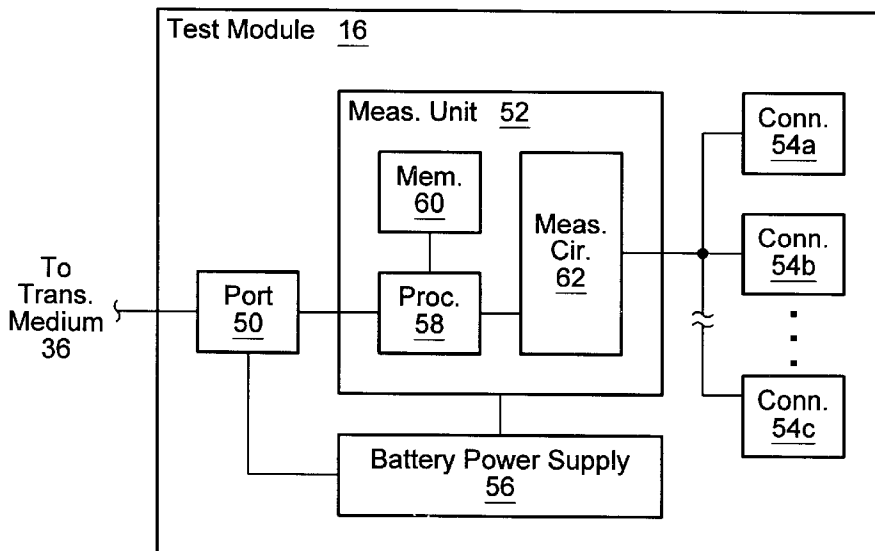 Test Module 16
Meas. Unit 52
Mem.
60
Proc.
58
Meas.
Cir.
62
Conn.
54a
Conn.
54b
Conn.
54c
To
Trans.
Medium
36
Port
50
Battery Power Supply
56